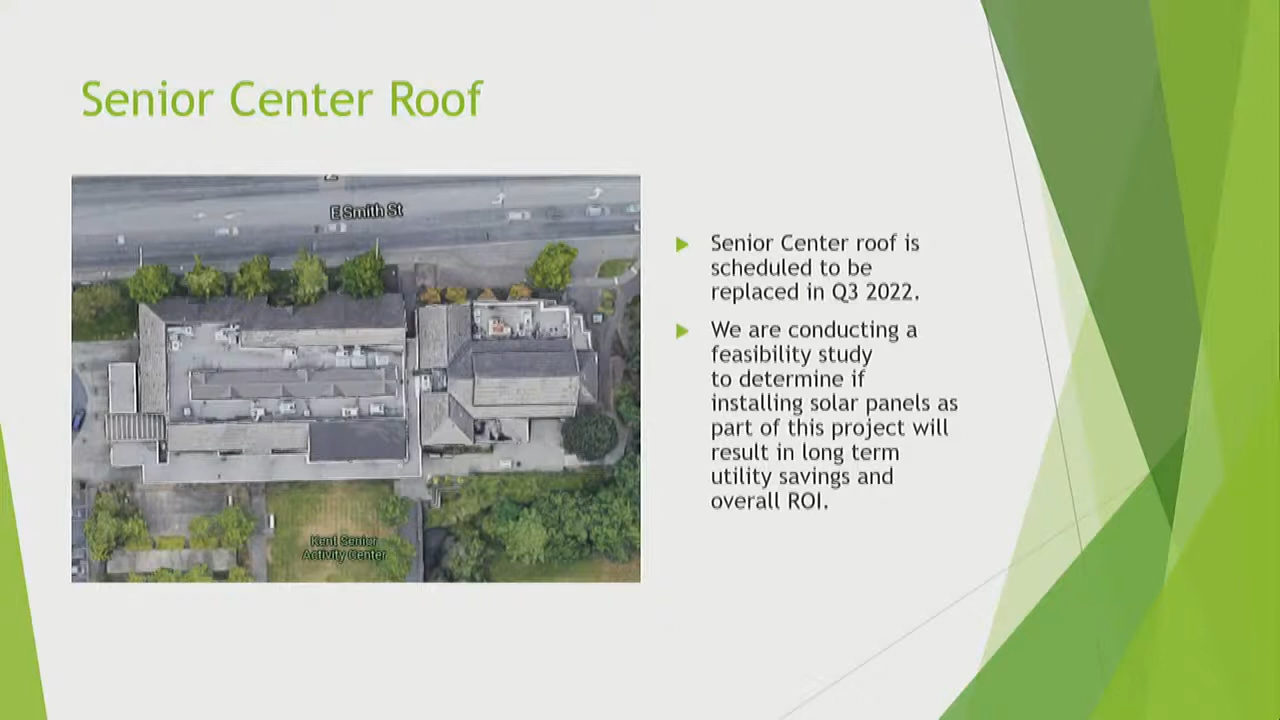 Senior Center Roof
E Smith St
Kent Senior
Activity Center
Senior Center roof is
scheduled to be
replaced in Q3 2022.
We are conducting a
feasibility study
to determine if
installing solar panels as
part of this project will
result in long term
utility savings and
overall ROI.